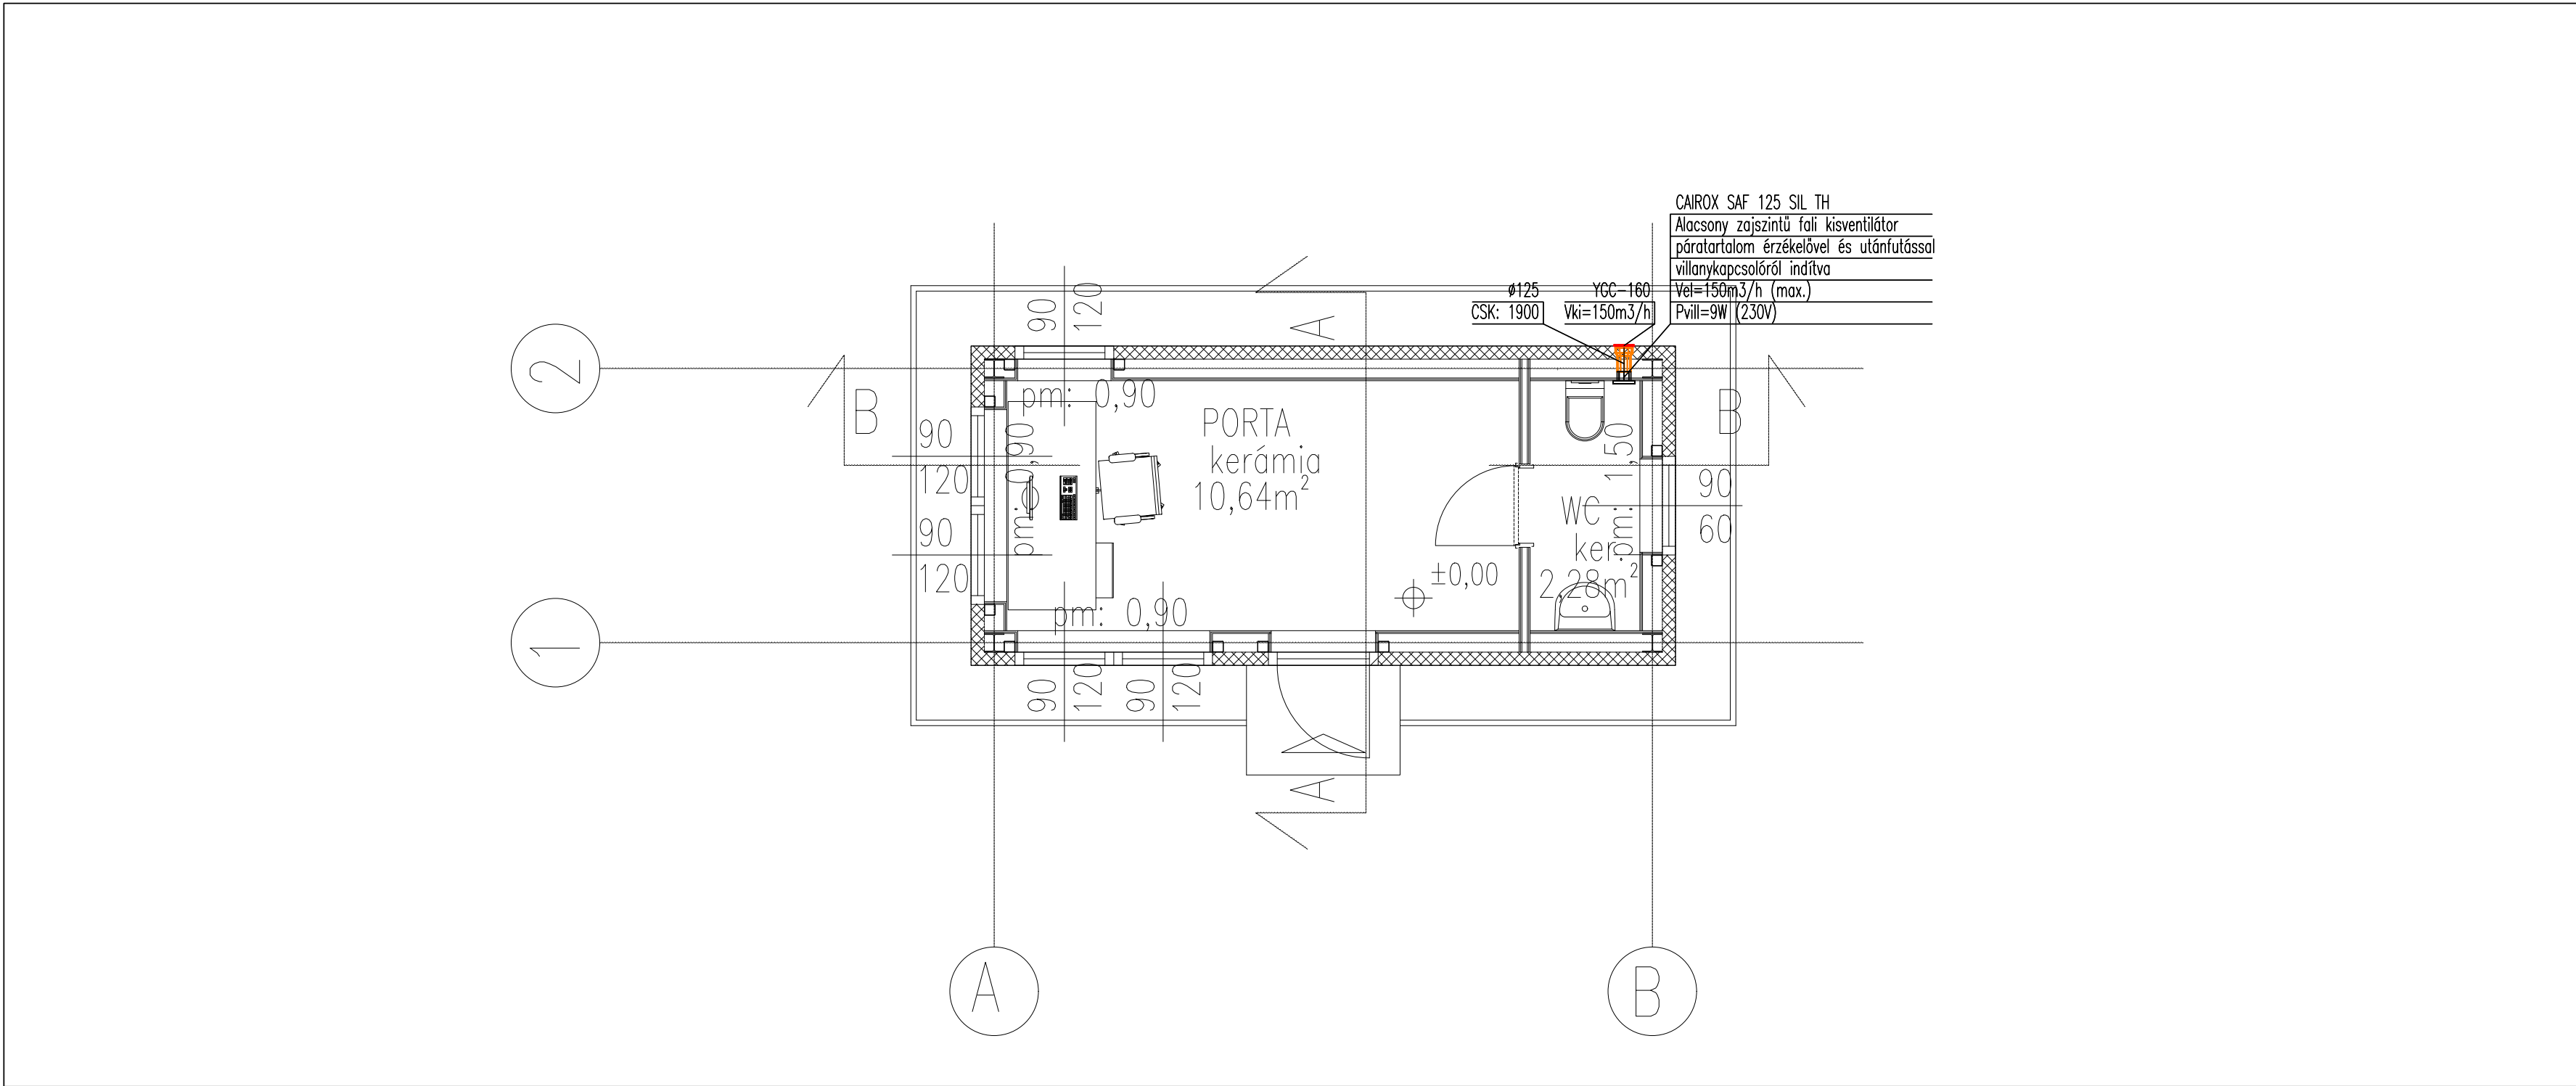 CAIROX SAF 125 SIL TH
Alacsony zajszintű fali kisventilátor
páratartalom érzékelővel és utánfutással
villanykapcsolóról indítva
Vel=150m3/h (max.)
Pvill=9W (230V)
ø125
CSK: 1900
YGC-160
Vki=150m3/h
90
120
A
2
B
B
pm: 0,90
PORTA
kerámia
10,64m²
90
120
pm: 0,90
90
120
pm: 1,50
WC
ker.
2,28m²
90
60
±0,00
pm: 0,90
1
90
120
90
120
A
A
B